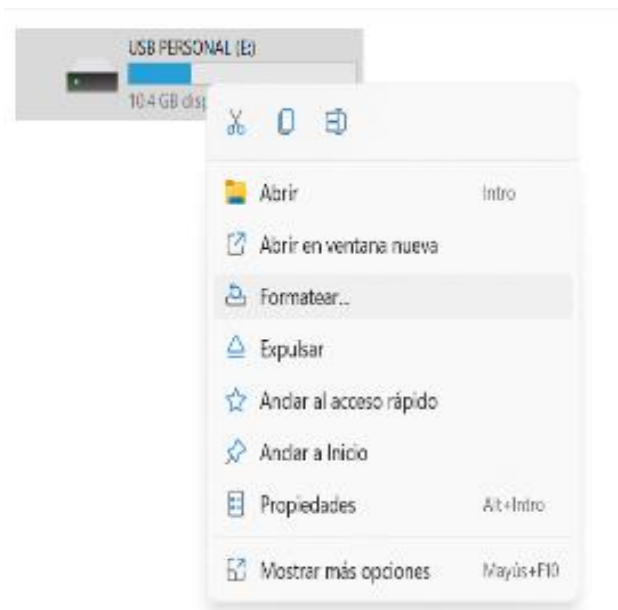 USB PERSONAL (E:)
10.4 GB disp
Abrir Intro
Abrir en ventana nueva
Formatear...
Expulsar
Anclar al acceso rápido
Anclar a Inicio
Propiedades Alt+Intro
Mostrar más opciones Mayús+F10